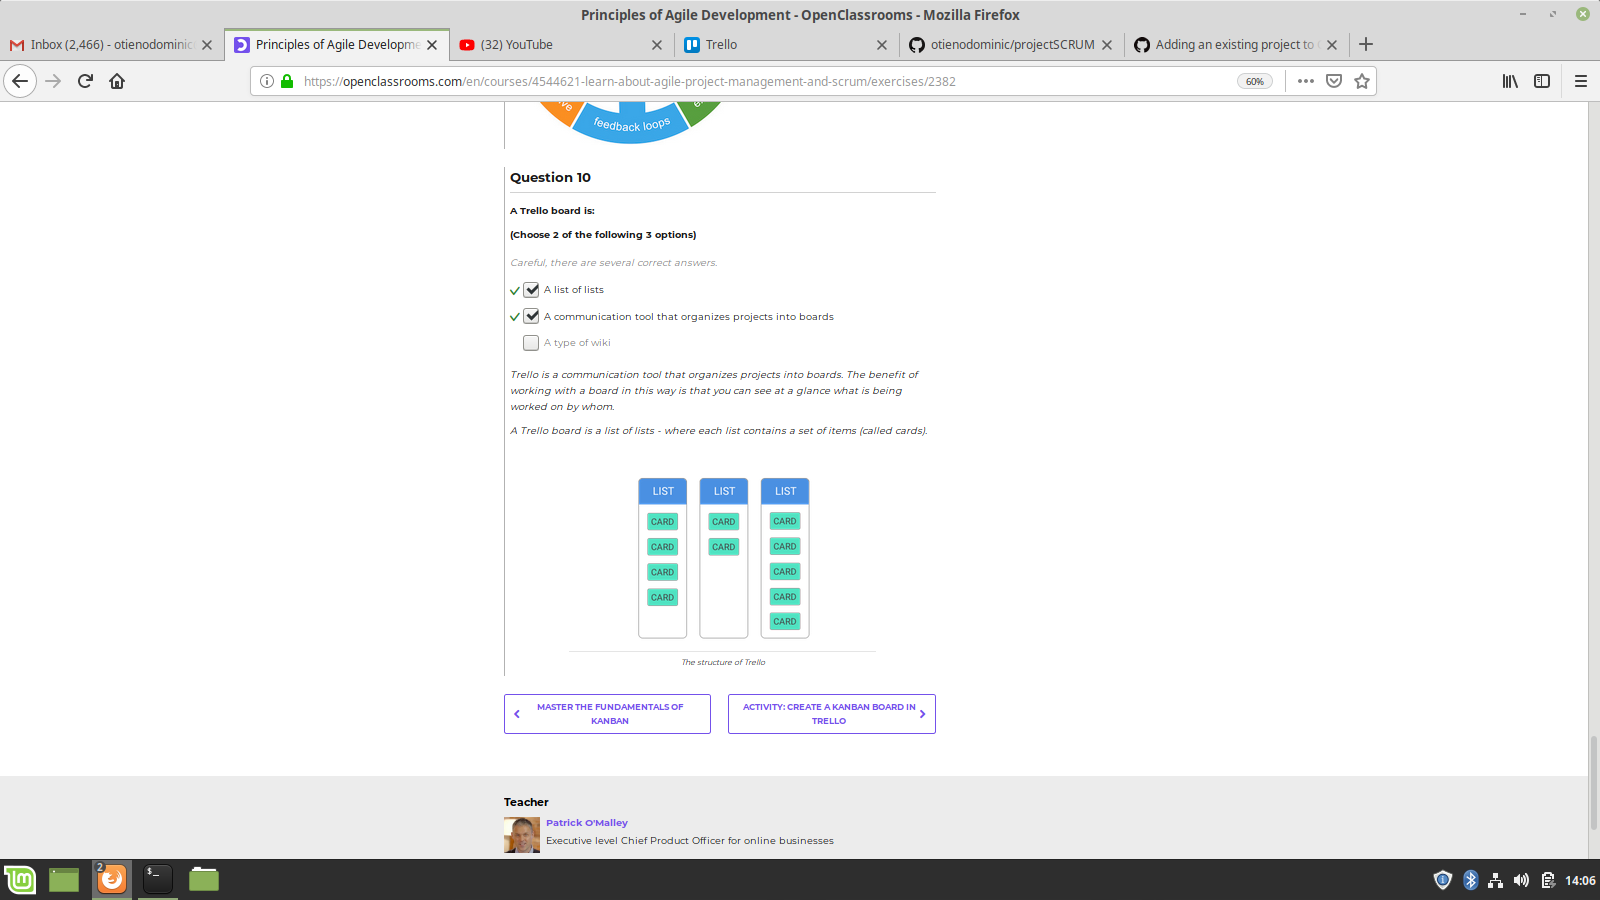 Principles of Agile Development - OpenClassrooms - Mozilla Firefox
Inbox (2,466) - otienodominic
Principles of Agile Developme
(32) YouTube
Trello
otienodominic/projectSCRUM
Adding an existing project to
https://openclassrooms.com/en/courses/4544621-learn-about-agile-project-management-and-scrum/exercises/2382
60%
feedback loops
Question 10
A Trello board is:
(Choose 2 of the following 3 options)
Careful, there are several correct answers.
A list of lists
A communication tool that organizes projects into boards
A type of wiki
Trello is a communication tool that organizes projects into boards. The benefit of
working with a board in this way is that you can see at a glance what is being
worked on by whom.
A Trello board is a list of lists - where each list contains a set of items (called cards).
LIST LIST LIST
CARD CARD CARD
CARD CARD CARD
CARD CARD
CARD CARD
CARD
The structure of Trello
MASTER THE FUNDAMENTALS OF
KANBAN
ACTIVITY: CREATE A KANBAN BOARD IN
TRELLO
Teacher
Patrick O'Malley
Executive level Chief Product Officer for online businesses
2
$_
14:06